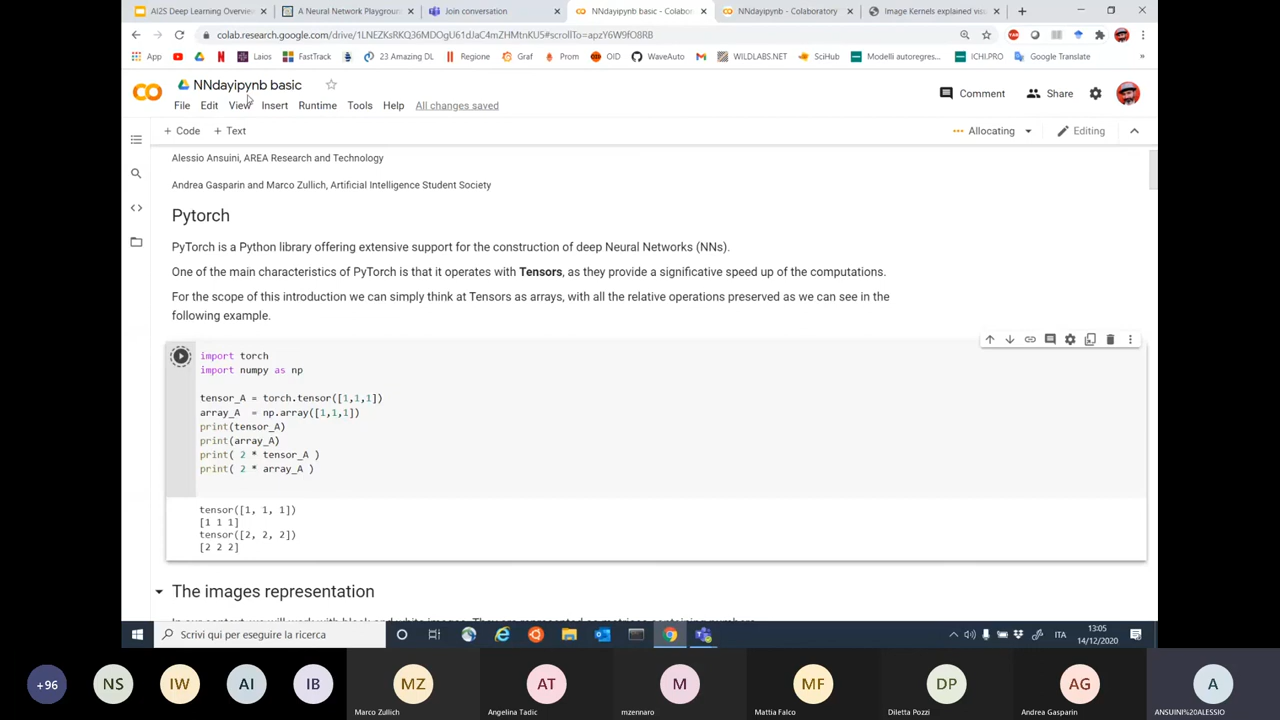 AI2S Deep Learning Overview
A Neural Network Playground
Join conversation
NNdayipynb basic - Colabor
NNdayipynb - Colaboratory
Image Kernels explained visu
colab.research.google.com/drive/1LNEZKsRKQ36MDOgU61dJaC4mZHMtnKU5#scrollTo=apzY6W9fO8RB
App
Laios
FastTrack
23 Amazing DL
Regione
Graf
Prom
OID
WaveAuto
M
WILDLABS.NET
SciHub
Modelli autoregres...
ICHI.PRO
Google Translate
NNdayipynb basic
Comment
Share
File Edit View Insert Runtime Tools Help All changes saved
+ Code + Text
Allocating
Editing
Alessio Ansuini, AREA Research and Technology
Andrea Gasparin and Marco Zullich, Artificial Intelligence Student Society
Pytorch
PyTorch is a Python library offering extensive support for the construction of deep Neural Networks (NNs).
One of the main characteristics of PyTorch is that it operates with Tensors, as they provide a significative speed up of the computations.
For the scope of this introduction we can simply think at Tensors as arrays, with all the relative operations preserved as we can see in the
following example.
import torch
import numpy as np
tensor_A = torch.tensor([1,1,1])
array_A = np.array([1,1,1])
print(tensor_A)
print(array_A)
print( 2 * tensor_A )
print( 2 * array_A )
tensor([1, 1, 1])
[1 1 1]
tensor([2, 2, 2])
[2 2 2]
The images representation
Scrivi qui per eseguire la ricerca
ITA
13:05
14/12/2020
+96
NS
IW
AI
IB
MZ
Marco Zullich
AT
Angelina Tadic
M
mzennaro
MF
Mattia Falco
DP
Diletta Pozzi
AG
Andrea Gasparin
A
ANSUINI%20ALESSIO